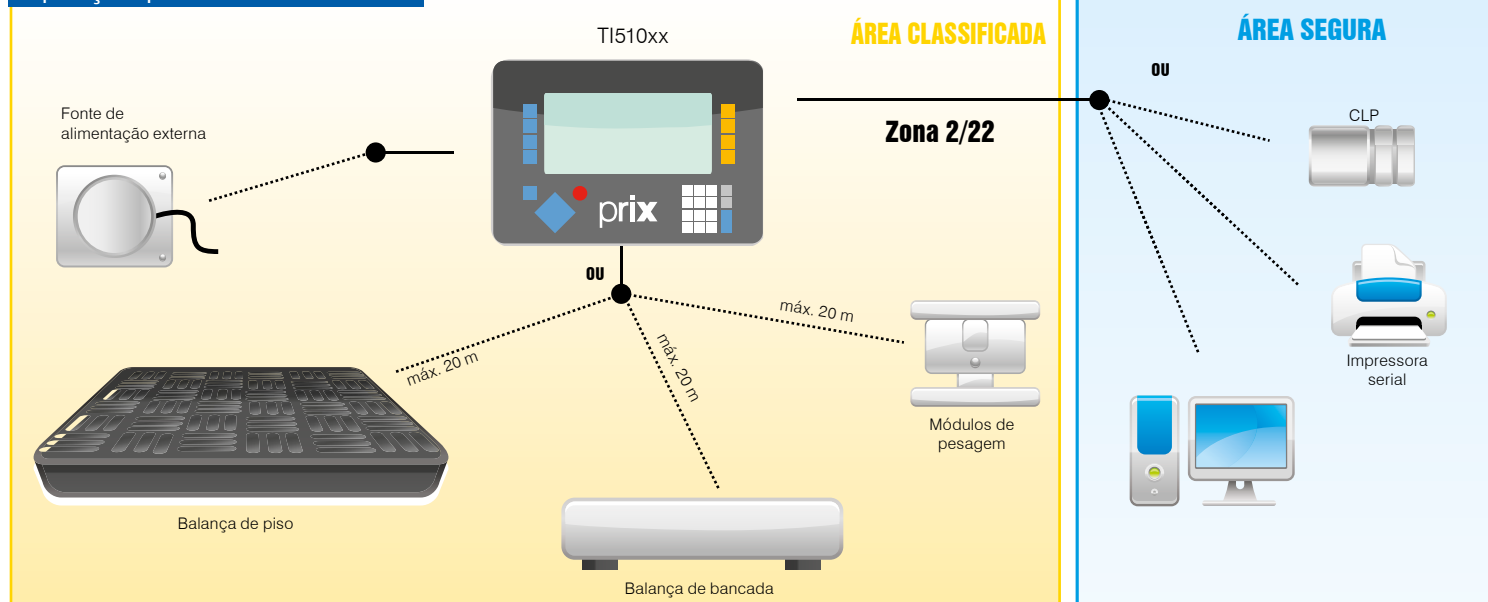 TI510xx
ÁREA CLASSIFICADA
ÁREA SEGURA
OU
Fonte de
alimentação externa
Zona 2/22
CLP
prix
OU
máx. 20 m
máx. 20 m
máx. 20 m
Impressora
serial
Módulos de
pesagem
Balança de piso
Balança de bancada